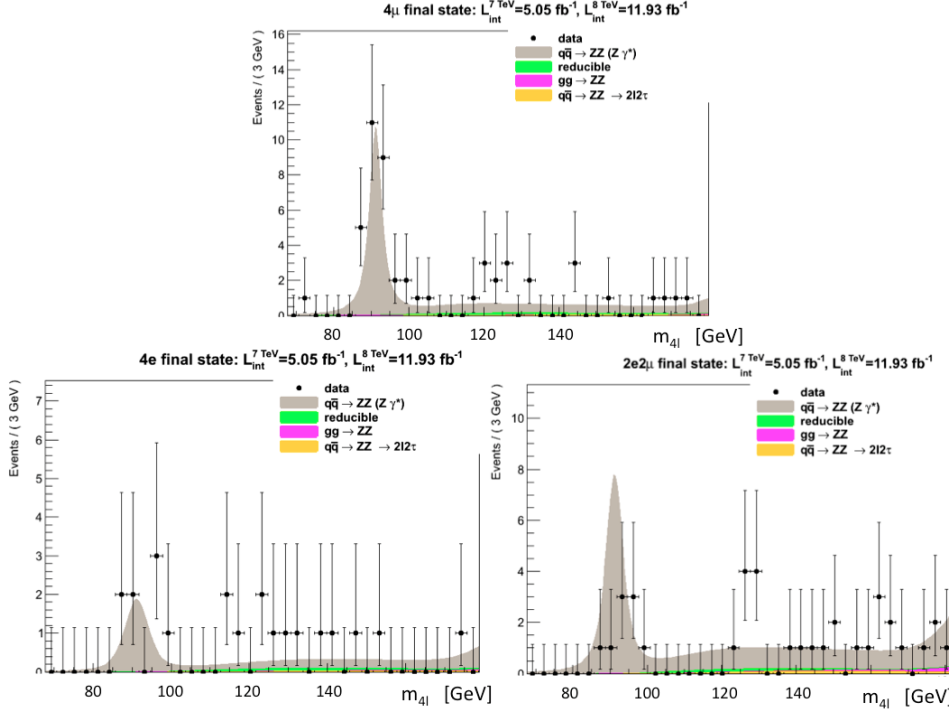 4μ final state: L_int^7 TeV=5.05 fb⁻¹, L_int^8 TeV=11.93 fb⁻¹
Events / ( 3 GeV )
16
14
12
10
8
6
4
2
0
data
qq̄ → ZZ (Z γ*)
reducible
gg → ZZ
qq̄ → ZZ → 2l2τ
80 100 120 140
m4l [GeV]
4e final state: L_int^7 TeV=5.05 fb⁻¹, L_int^8 TeV=11.93 fb⁻¹
Events / ( 3 GeV )
7
6
5
4
3
2
1
0
data
qq̄ → ZZ (Z γ*)
reducible
gg → ZZ
qq̄ → ZZ → 2l2τ
80 100 120 140
m4l [GeV]
2e2μ final state: L_int^7 TeV=5.05 fb⁻¹, L_int^8 TeV=11.93 fb⁻¹
Events / ( 3 GeV )
10
8
6
4
2
0
data
qq̄ → ZZ (Z γ*)
reducible
gg → ZZ
qq̄ → ZZ → 2l2τ
80 100 120 140
m4l [GeV]